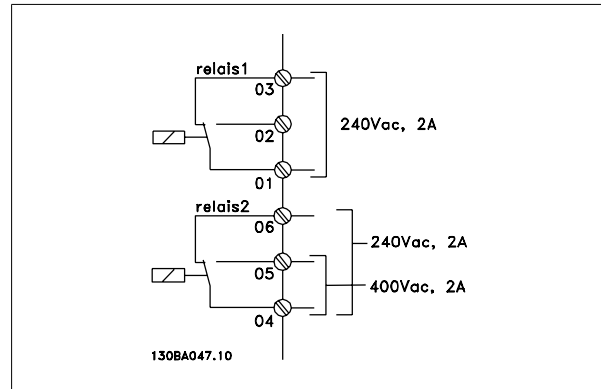 relais1
03
02
240Vac, 2A
01
relais2
06
240Vac, 2A
05
400Vac, 2A
04
130BA047.10